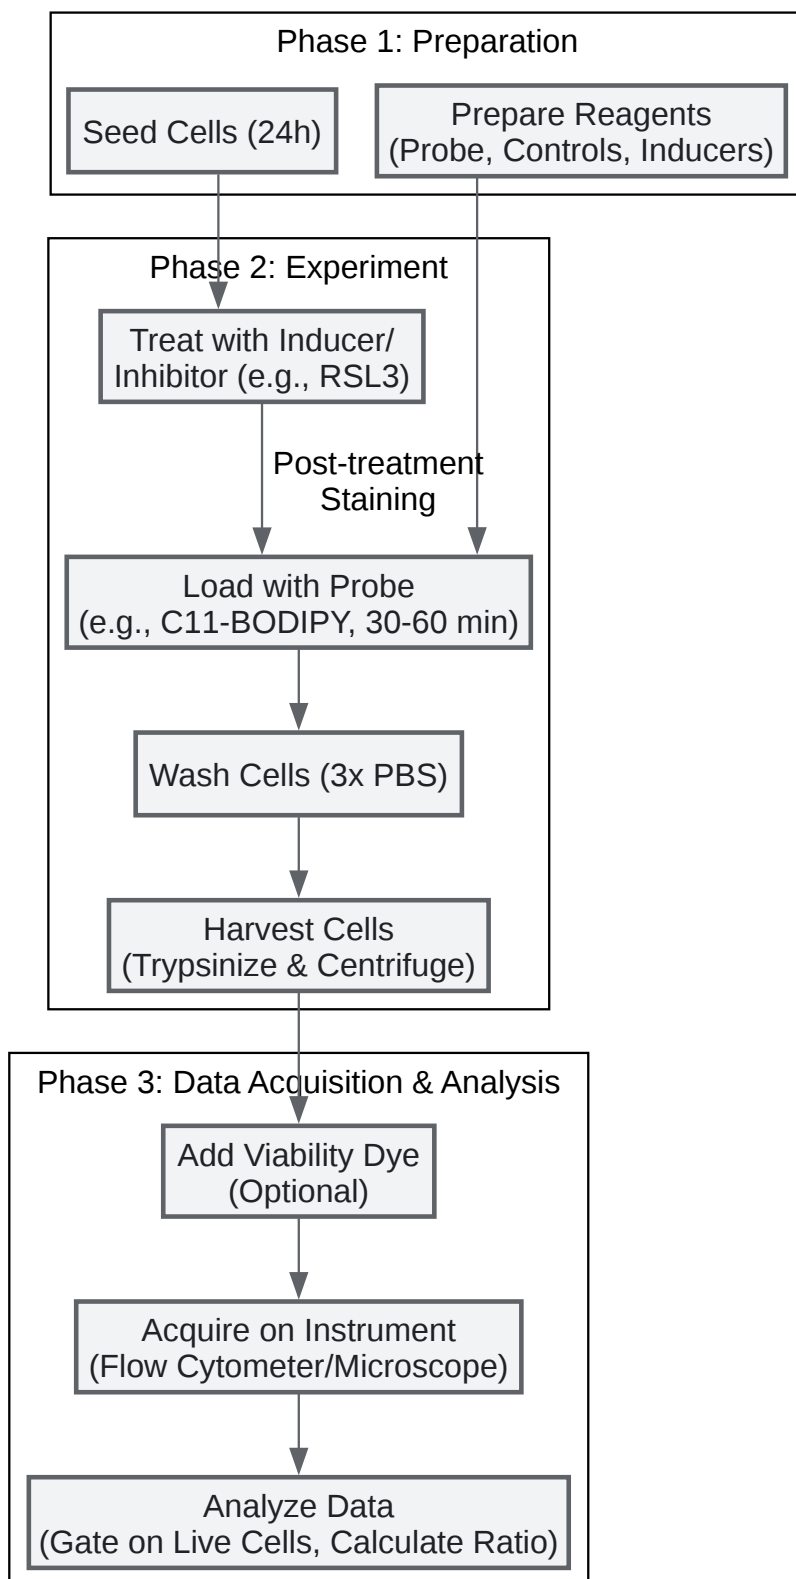 Phase 1: Preparation
Seed Cells (24h)
Prepare Reagents
(Probe, Controls, Inducers)
Phase 2: Experiment
Treat with Inducer/
Inhibitor (e.g., RSL3)
Post-treatment
Staining
Load with Probe
(e.g., C11-BODIPY, 30-60 min)
Wash Cells (3x PBS)
Harvest Cells
(Trypsinize & Centrifuge)
Phase 3: Data Acquisition & Analysis
Add Viability Dye
(Optional)
Acquire on Instrument
(Flow Cytometer/Microscope)
Analyze Data
(Gate on Live Cells, Calculate Ratio)